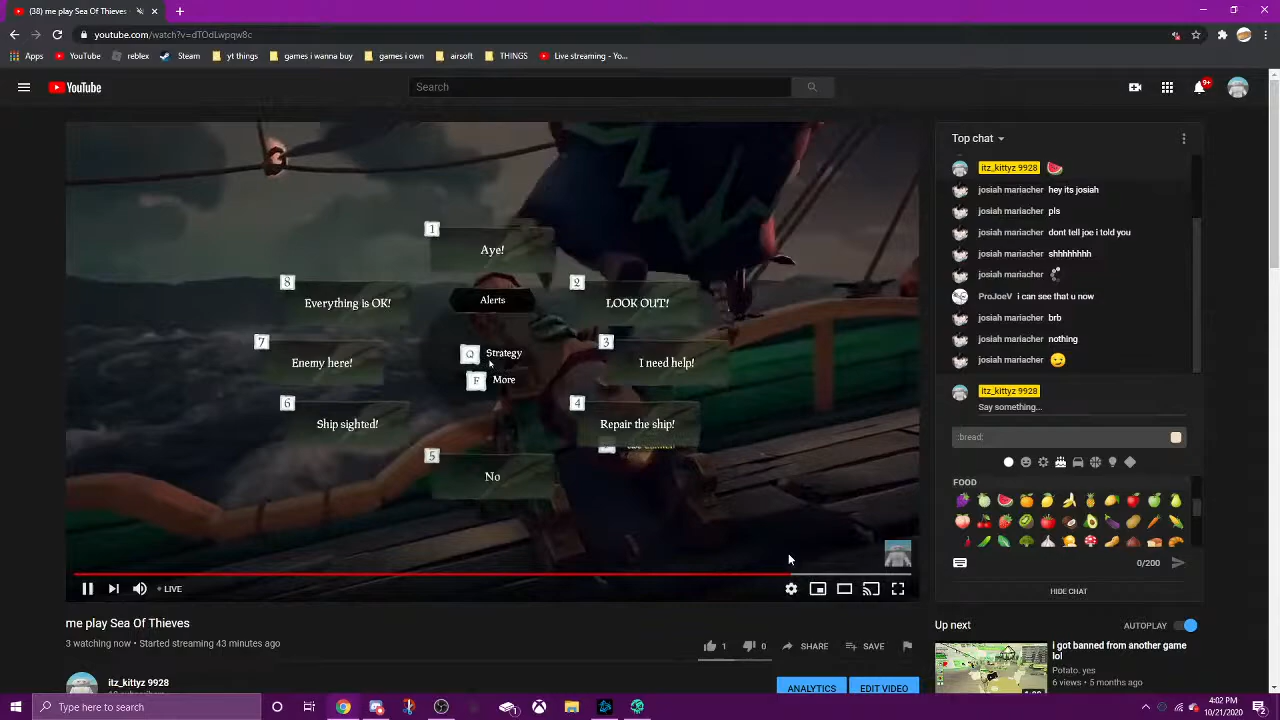 (38) me play Sea Of Thieves
youtube.com/watch?v=dTOdLwpqw8c
Apps
YouTube
reblex
Steam
yt things
games i wanna buy
games i own
airsoft
THINGS
Live streaming - Yo...
YouTube
Search
9+
1
Aye!
8
Everything is OK!
Alerts
2
LOOK OUT!
7
Enemy here!
Q Strategy
3
I need help!
F More
6
Ship sighted!
4
Repair the ship!
5
No
LIVE
Top chat
itz_kittyz 9928
josiah mariacher hey its josiah
josiah mariacher pls
josiah mariacher dont tell joe i told you
josiah mariacher shhhhhhhh
josiah mariacher
ProJoeV i can see that u now
josiah mariacher brb
josiah mariacher nothing
josiah mariacher
itz_kittyz 9928
Say something...
:bread;
FOOD
0/200
HIDE CHAT
me play Sea Of Thieves
3 watching now • Started streaming 43 minutes ago
1
0
SHARE
SAVE
itz_kittyz 9928
ANALYTICS
EDIT VIDEO
Up next
AUTOPLAY
I got banned from another game lol
Potato. yes
6 views • 5 months ago
Type here to search
4:02 PM
10/21/2020
2